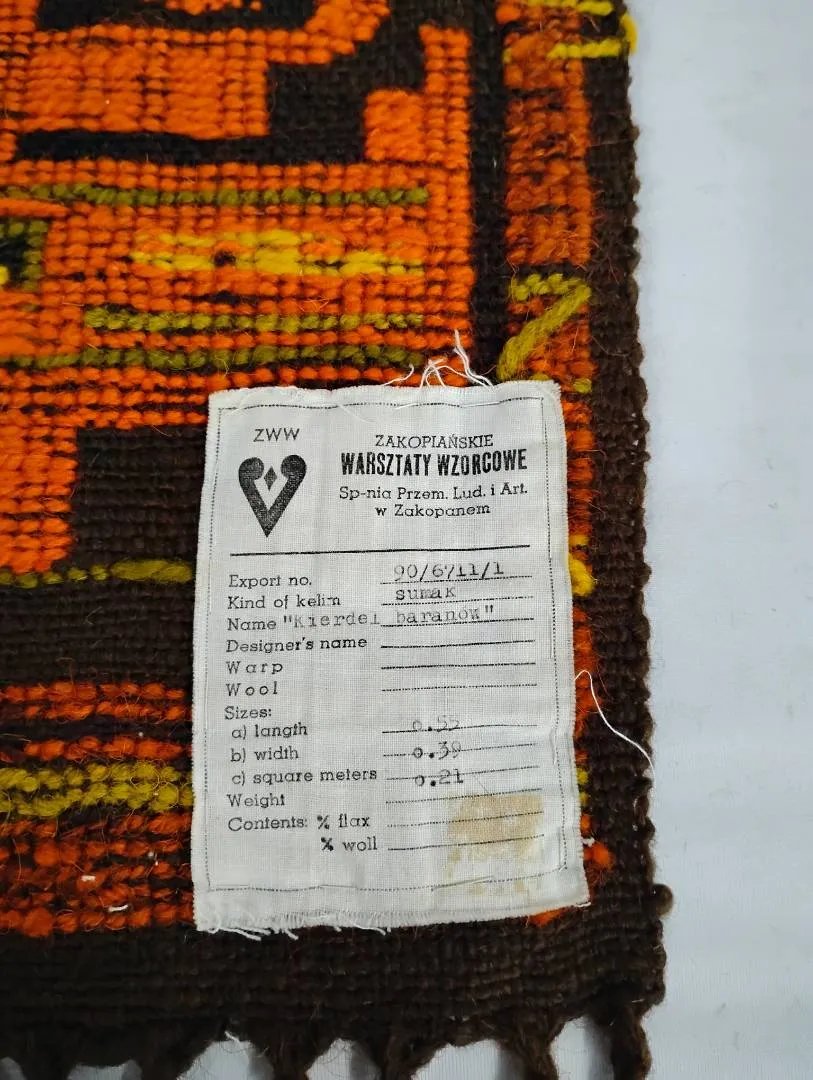 ZWW
ZAKOPIAŃSKIE
WARSZTATY WZORCOWE
Sp-nia Przem. Lud. i Art.
w Zakopanem
Export no. 90/6711/1
Kind of kelim sumak
Name "Kierdel baranów"
Designer's name
Warp
Wool
Sizes:
a) langth 0.55
b) width 0.39
c) square meters 0.21
Weight
Contents: % flax
% woll